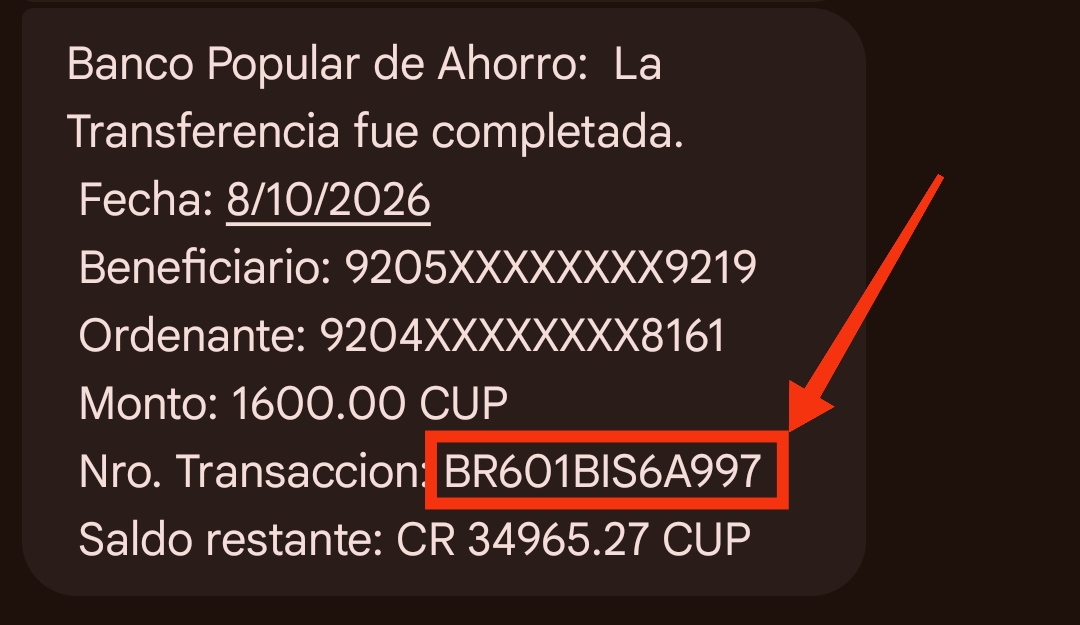 Banco Popular de Ahorro:  La
Transferencia fue completada.
Fecha: 8/10/2026
Beneficiario: 9205XXXXXXXX9219
Ordenante: 9204XXXXXXXX8161
Monto: 1600.00 CUP
Nro. Transaccion: BR601BIS6A997
Saldo restante: CR 34965.27 CUP